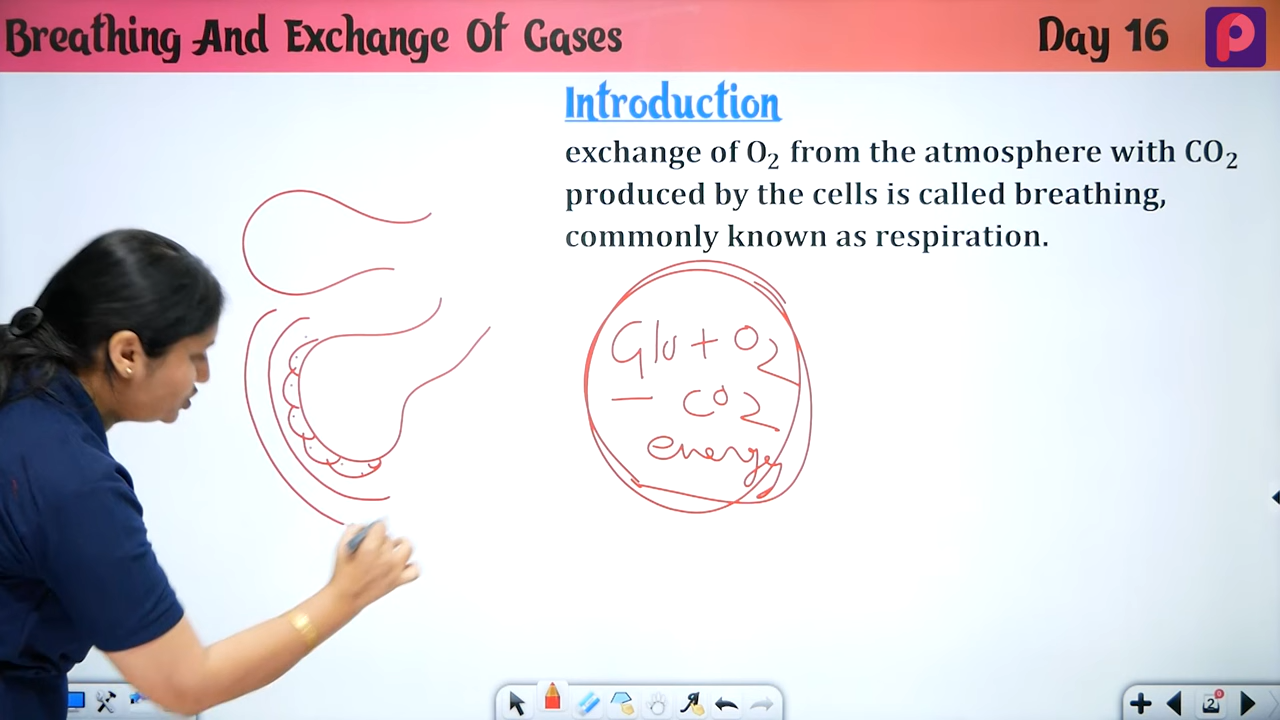 Breathing And Exchange Of Gases
Day 16
Introduction
exchange of O₂ from the atmosphere with CO₂
produced by the cells is called breathing,
commonly known as respiration.
Glu + O₂
— CO₂
energy
2